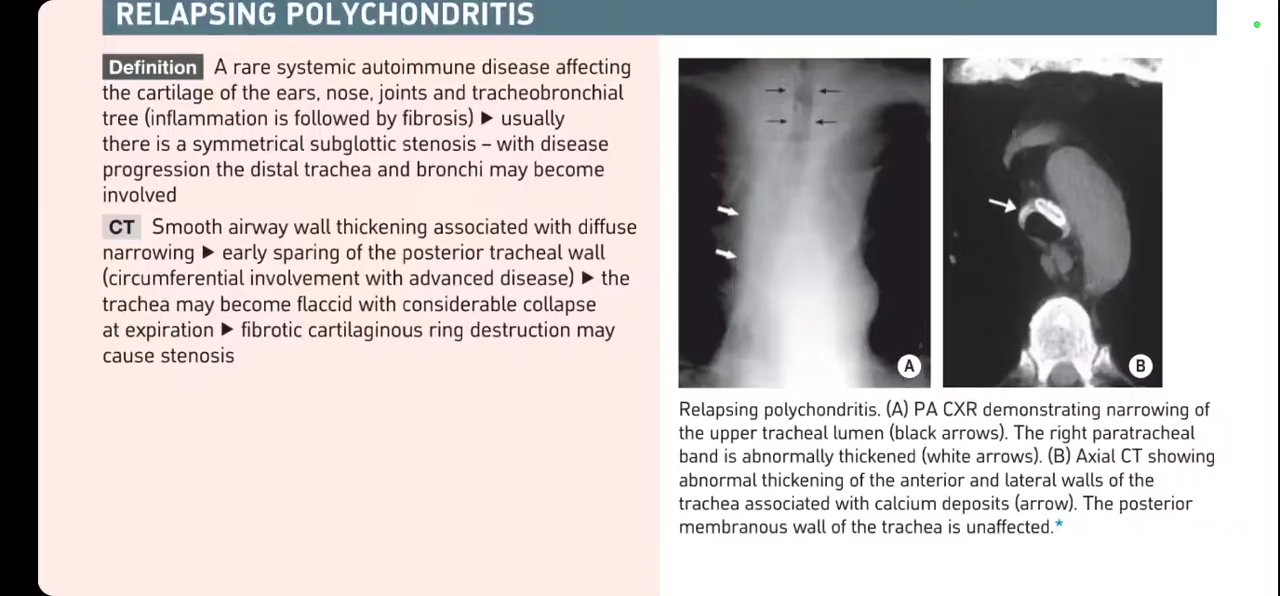 RELAPSING POLYCHONDRITIS
Definition A rare systemic autoimmune disease affecting
the cartilage of the ears, nose, joints and tracheobronchial
tree (inflammation is followed by fibrosis) ▶ usually
there is a symmetrical subglottic stenosis – with disease
progression the distal trachea and bronchi may become
involved
CT Smooth airway wall thickening associated with diffuse
narrowing ▶ early sparing of the posterior tracheal wall
(circumferential involvement with advanced disease) ▶ the
trachea may become flaccid with considerable collapse
at expiration ▶ fibrotic cartilaginous ring destruction may
cause stenosis
A
B
Relapsing polychondritis. (A) PA CXR demonstrating narrowing of
the upper tracheal lumen (black arrows). The right paratracheal
band is abnormally thickened (white arrows). (B) Axial CT showing
abnormal thickening of the anterior and lateral walls of the
trachea associated with calcium deposits (arrow). The posterior
membranous wall of the trachea is unaffected.*